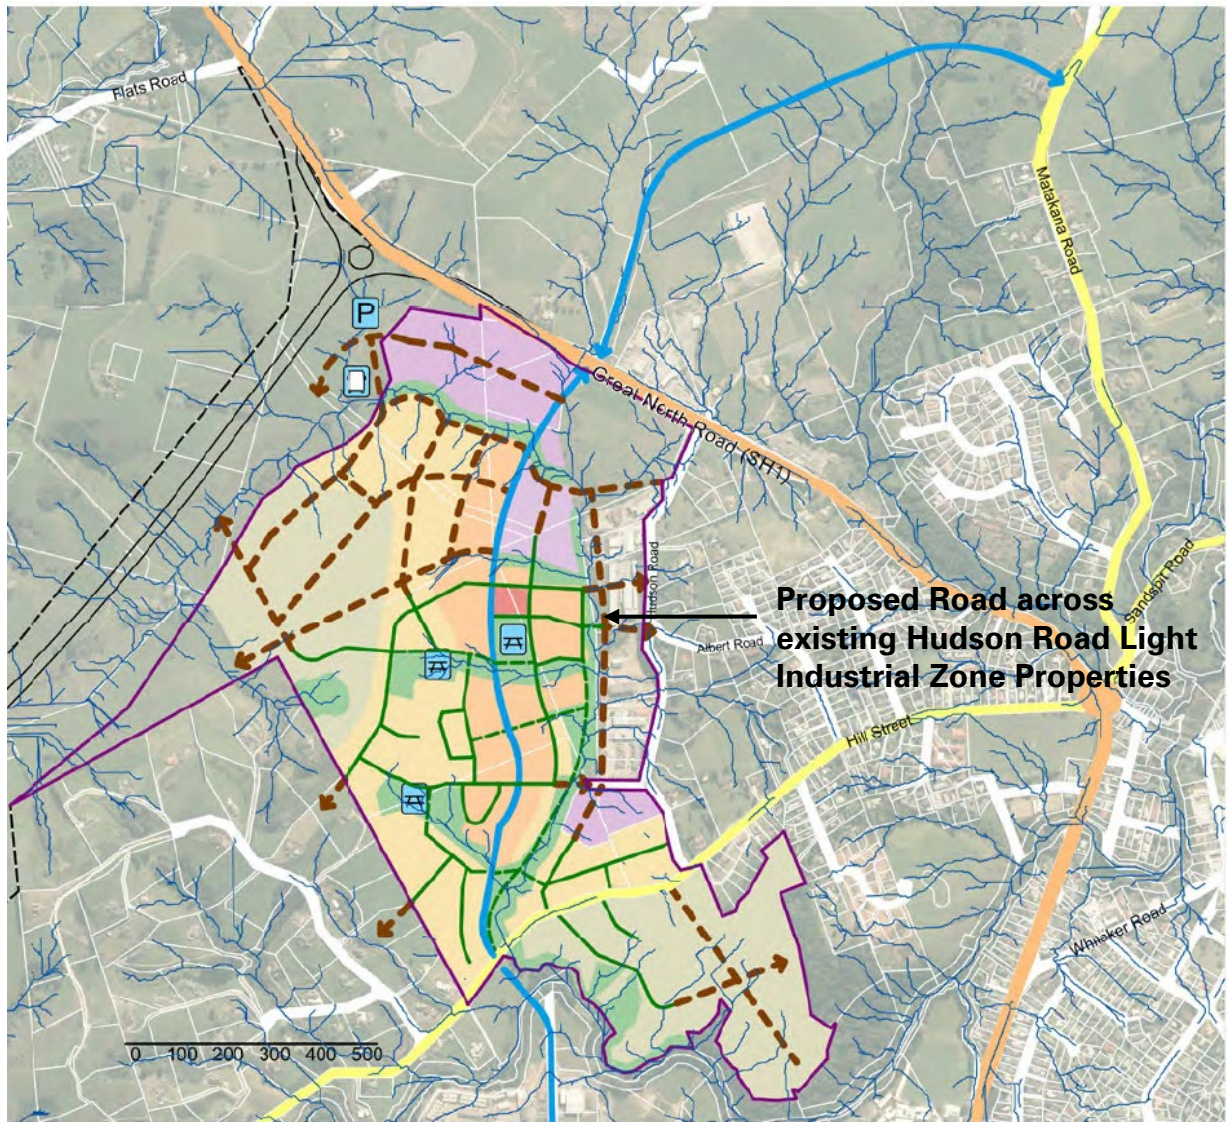 Flats Road
Matakana Road
P
Great North Road (SH1)
Hudson Road
Sandspit Road
Proposed Road across
existing Hudson Road Light
Industrial Zone Properties
Albert Road
Hill Street
Whisker Road
0 100 200 300 400 500